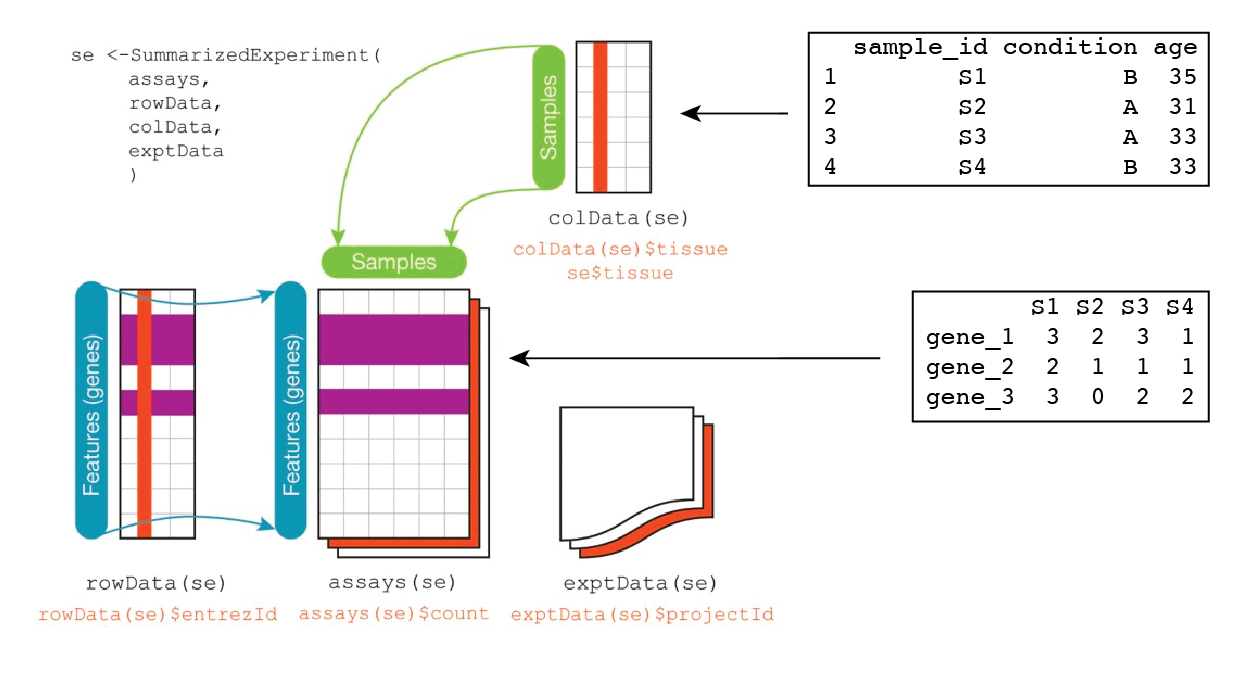 se <-SummarizedExperiment(
assays,
rowData,
colData,
exptData
)
Samples
colData(se)
colData(se)$tissue
se$tissue
sample_id condition age
1 S1 B 35
2 S2 A 31
3 S3 A 33
4 S4 B 33
Samples
Features (genes)
Features (genes)
S1 S2 S3 S4
gene_1 3 2 3 1
gene_2 2 1 1 1
gene_3 3 0 2 2
rowData(se)
rowData(se)$entrezId
assays(se)
assays(se)$count
exptData(se)
exptData(se)$projectId